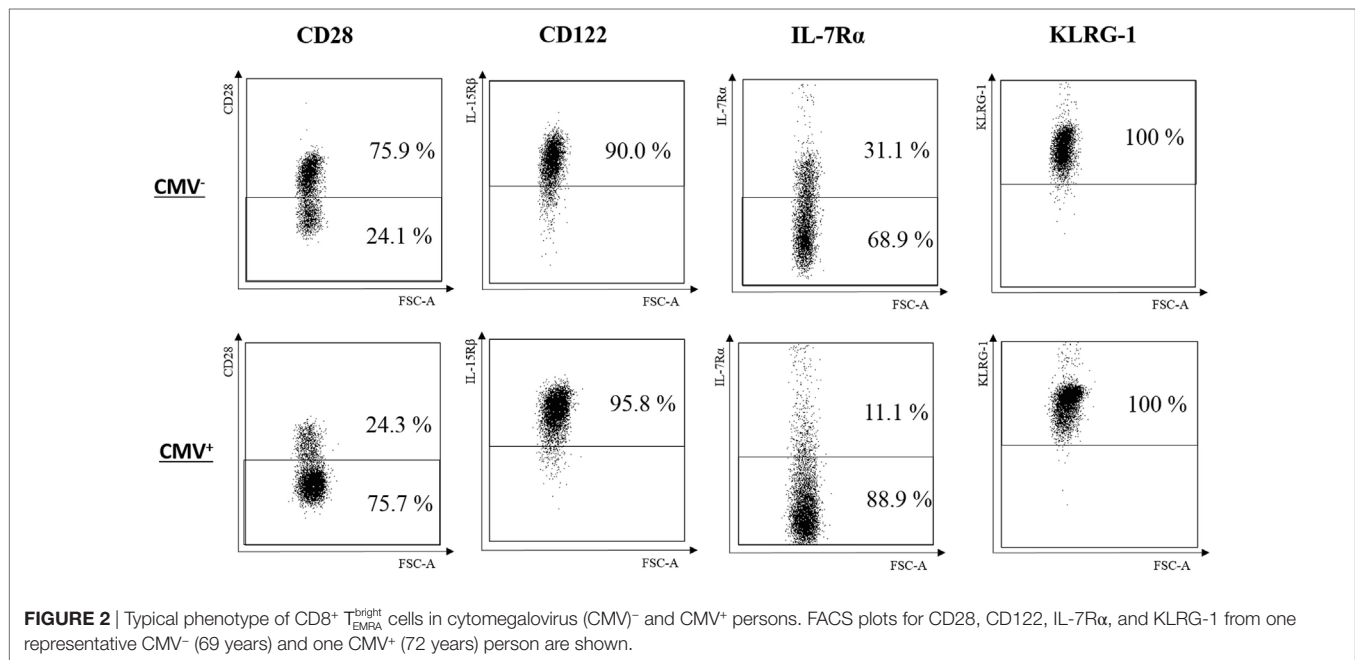 CD28 CD122 IL-7Rα KLRG-1
CMV-
CD28
75.9 %
24.1 %
FSC-A
IL-15Rβ
90.0 %
FSC-A
IL-7Rα
31.1 %
68.9 %
FSC-A
KLRG-1
100 %
FSC-A
CMV+
CD28
24.3 %
75.7 %
FSC-A
IL-15Rβ
95.8 %
FSC-A
IL-7Rα
11.1 %
88.9 %
FSC-A
KLRG-1
100 %
FSC-A
FIGURE 2 | Typical phenotype of CD8+ T bright EMRA cells in cytomegalovirus (CMV)− and CMV+ persons. FACS plots for CD28, CD122, IL-7Rα, and KLRG-1 from one
representative CMV− (69 years) and one CMV+ (72 years) person are shown.